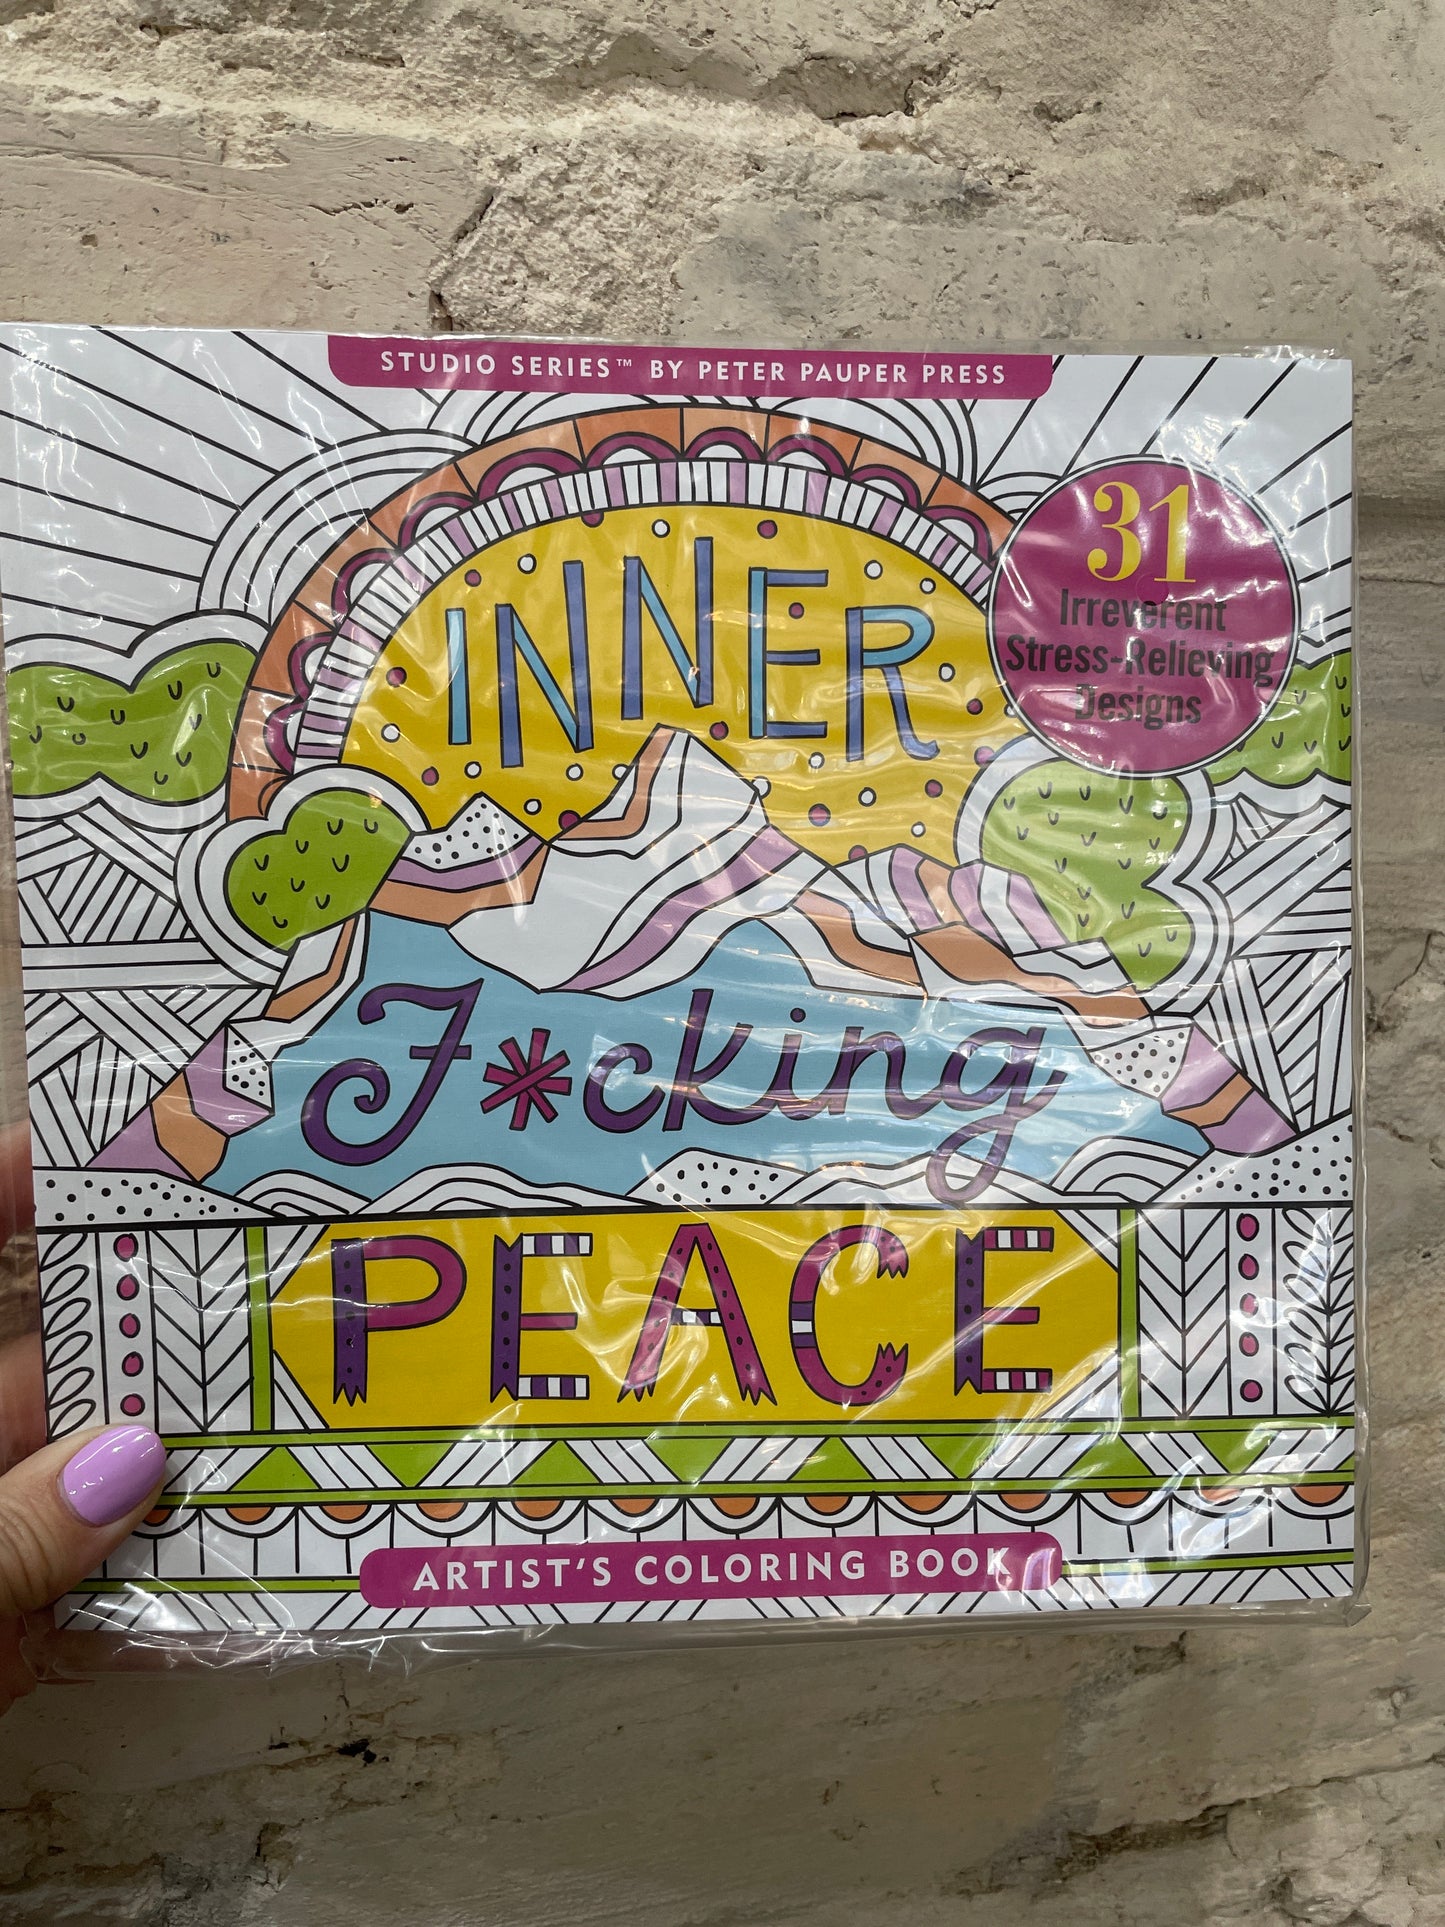 STUDIO SERIES™ BY PETER PAUPER PRESS
31
Irreverent
Stress-Relieving
Designs
INNER
F*cking
PEACE
ARTIST'S COLORING BOOK